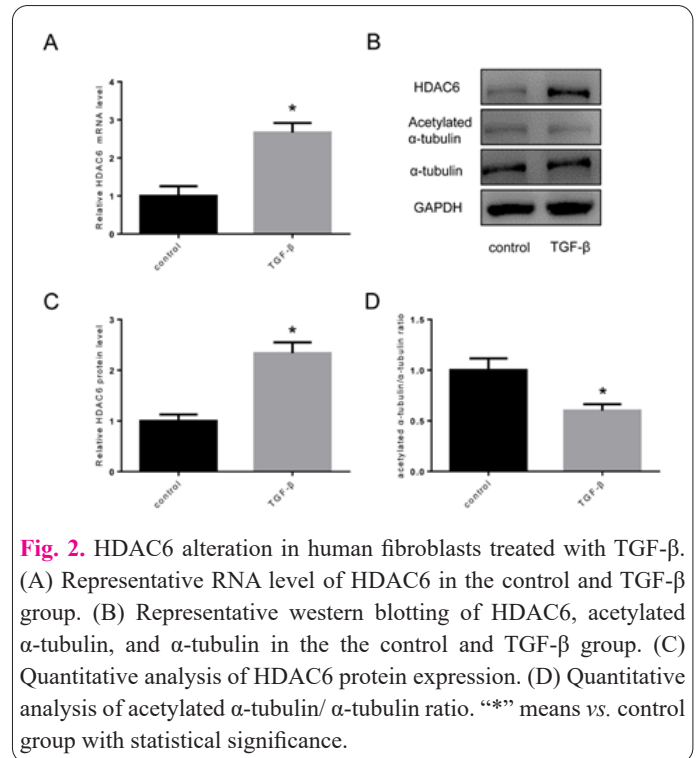 A
Relative HDAC6 mRNA level
4
3
2
1
0
*
control
TGF-β
B
HDAC6
Acetylated
α-tubulin
α-tubulin
GAPDH
control TGF-β
C
Relative HDAC6 protein level
3
2
1
0
*
control
TGF-β
D
acetylated α-tubulin/α-tubulin ratio
1.5
1.0
0.5
0.0
*
control
TGF-β
Fig. 2. HDAC6 alteration in human fibroblasts treated with TGF-β.
(A) Representative RNA level of HDAC6 in the control and TGF-β
group. (B) Representative western blotting of HDAC6, acetylated
α-tubulin, and α-tubulin in the the control and TGF-β group. (C)
Quantitative analysis of HDAC6 protein expression. (D) Quantitative
analysis of acetylated α-tubulin/ α-tubulin ratio. “*” means vs. control
group with statistical significance.